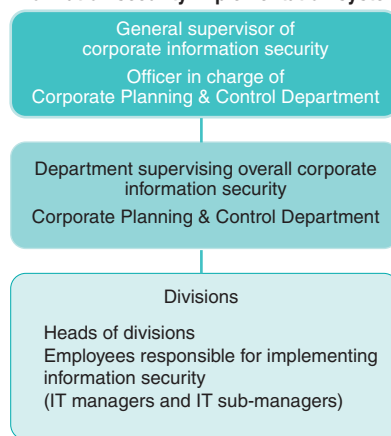 General supervisor of
corporate information security
Officer in charge of
Corporate Planning & Control Department
Department supervising overall corporate
information security
Corporate Planning & Control Department
Divisions
Heads of divisions
Employees responsible for implementing
information security
(IT managers and IT sub-managers)